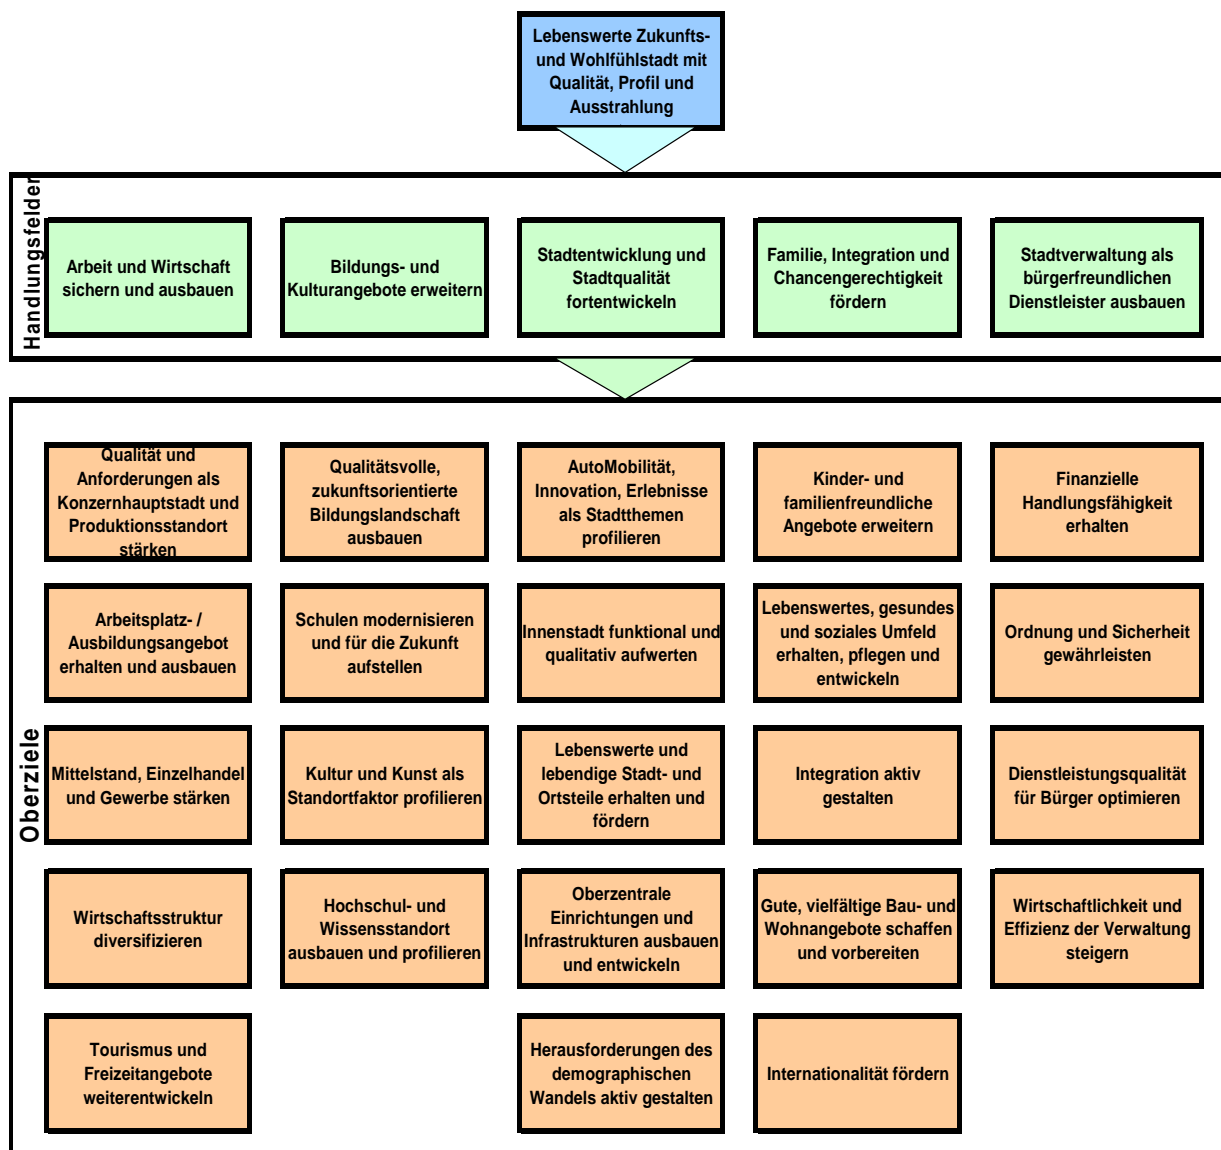 Lebenswerte Zukunfts-
und Wohlfühlstadt mit
Qualität, Profil und
Ausstrahlung
Handlungsfelder
Arbeit und Wirtschaft
sichern und ausbauen
Bildungs- und
Kulturangebote erweitern
Stadtentwicklung und
Stadtqualität
fortentwickeln
Familie, Integration und
Chancengerechtigkeit
fördern
Stadtverwaltung als
bürgerfreundlichen
Dienstleister ausbauen
Oberziele
Qualität und
Anforderungen als
Konzernhauptstadt und
Produktionsstandort
stärken
Qualitätsvolle,
zukunftsorientierte
Bildungslandschaft
ausbauen
AutoMobilität,
Innovation, Erlebnisse
als Stadtthemen
profilieren
Kinder- und
familienfreundliche
Angebote erweitern
Finanzielle
Handlungsfähigkeit
erhalten
Arbeitsplatz- /
Ausbildungsangebot
erhalten und ausbauen
Schulen modernisieren
und für die Zukunft
aufstellen
Innenstadt funktional und
qualitativ aufwerten
Lebenswertes, gesundes
und soziales Umfeld
erhalten, pflegen und
entwickeln
Ordnung und Sicherheit
gewährleisten
Mittelstand, Einzelhandel
und Gewerbe stärken
Kultur und Kunst als
Standortfaktor profilieren
Lebenswerte und
lebendige Stadt- und
Ortsteile erhalten und
fördern
Integration aktiv
gestalten
Dienstleistungsqualität
für Bürger optimieren
Wirtschaftsstruktur
diversifizieren
Hochschul- und
Wissensstandort
ausbauen und profilieren
Oberzentrale
Einrichtungen und
Infrastrukturen ausbauen
und entwickeln
Gute, vielfältige Bau- und
Wohnangebote schaffen
und vorbereiten
Wirtschaftlichkeit und
Effizienz der Verwaltung
steigern
Tourismus und
Freizeitangebote
weiterentwickeln
Herausforderungen des
demographischen
Wandels aktiv gestalten
Internationalität fördern